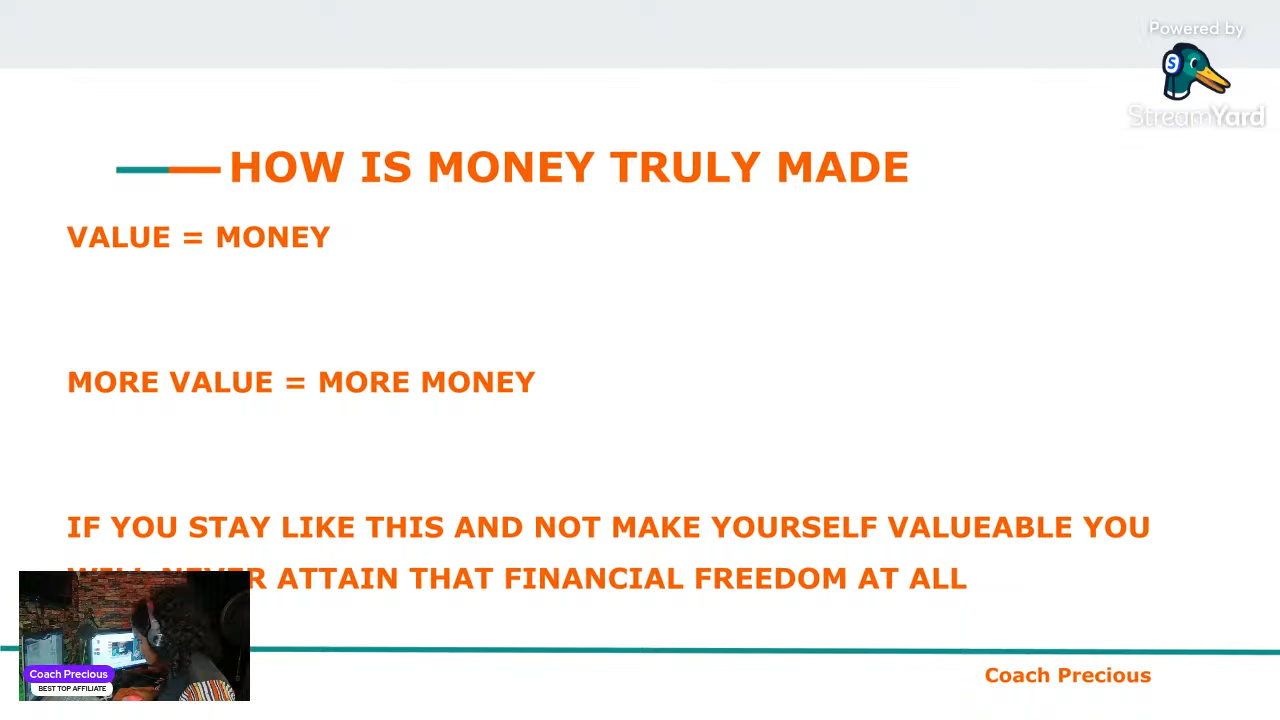 Powered by
StreamYard
HOW IS MONEY TRULY MADE
VALUE = MONEY
MORE VALUE = MORE MONEY
IF YOU STAY LIKE THIS AND NOT MAKE YOURSELF VALUEABLE YOU
WILL NEVER ATTAIN THAT FINANCIAL FREEDOM AT ALL
Coach Precious
BEST TOP AFFILIATE
Coach Precious